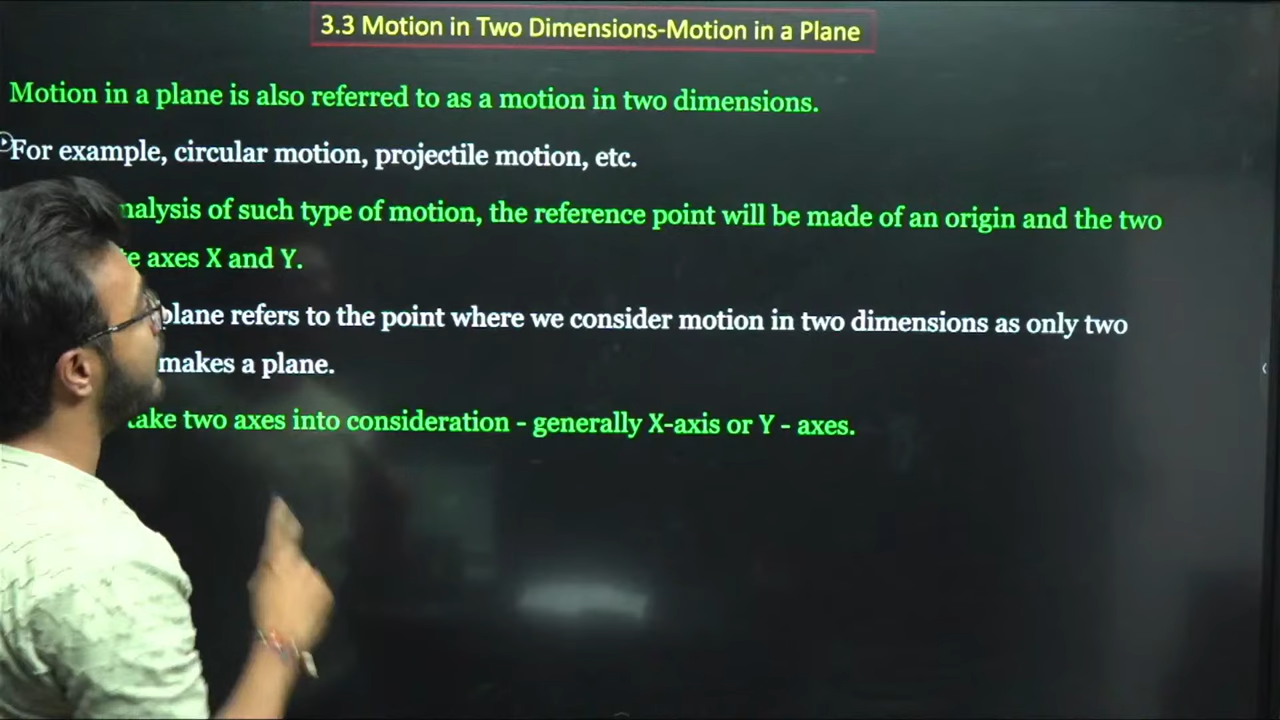 3.3 Motion in Two Dimensions-Motion in a Plane
Motion in a plane is also referred to as a motion in two dimensions.
For example, circular motion, projectile motion, etc.
of such type of motion, the reference point will be made of an origin and the two
axes X and Y.
plane refers to the point where we consider motion in two dimensions as only two
makes a plane.
take two axes into consideration - generally X-axis or Y - axes.